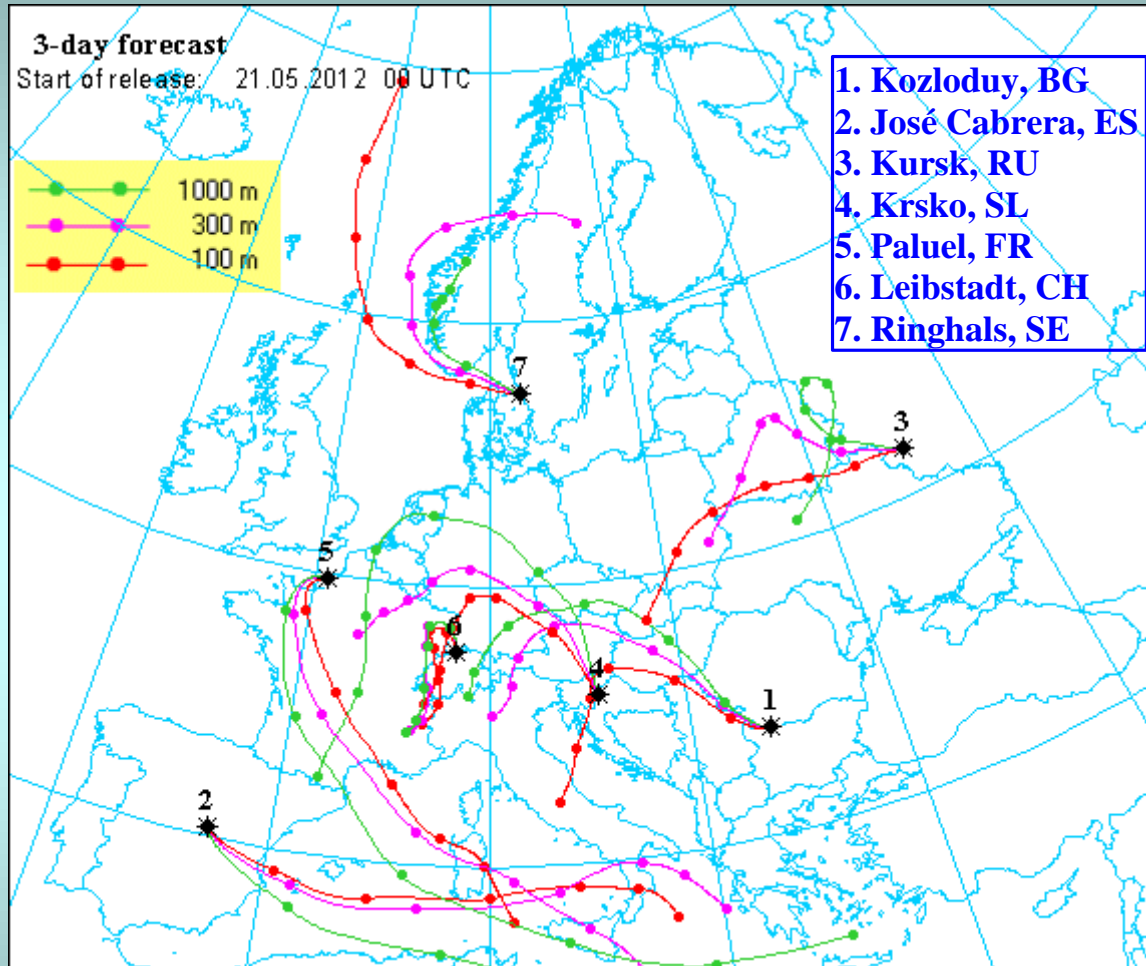 3-day forecast
Start of release: 21.05.2012 00 UTC
1000 m
300 m
100 m
1. Kozloduy, BG
2. José Cabrera, ES
3. Kursk, RU
4. Krsko, SL
5. Paluel, FR
6. Leibstadt, CH
7. Ringhals, SE
7
3
5
6
4
1
2